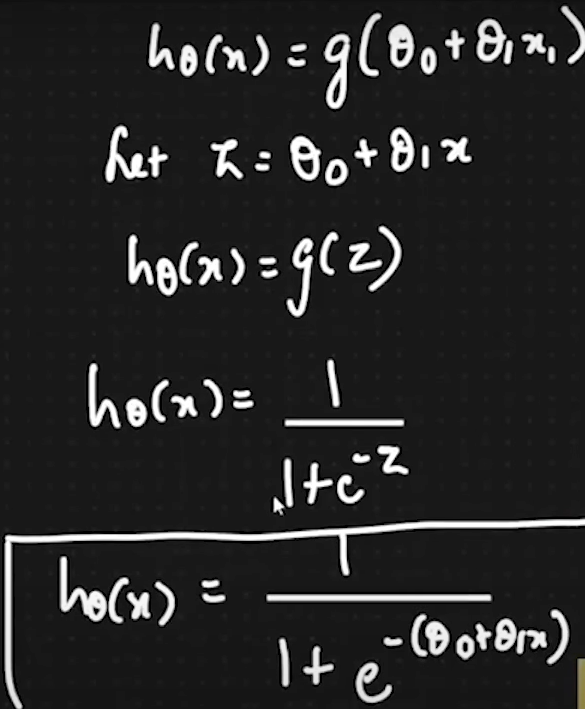 hθ(x) = g(θ₀ + θ₁x₁)
Let z = θ₀ + θ₁x
hθ(x) = g(z)
hθ(x) = 1 / 1+e^-z
hθ(x) = 1 / 1+e^-(θ₀+θ₁x)